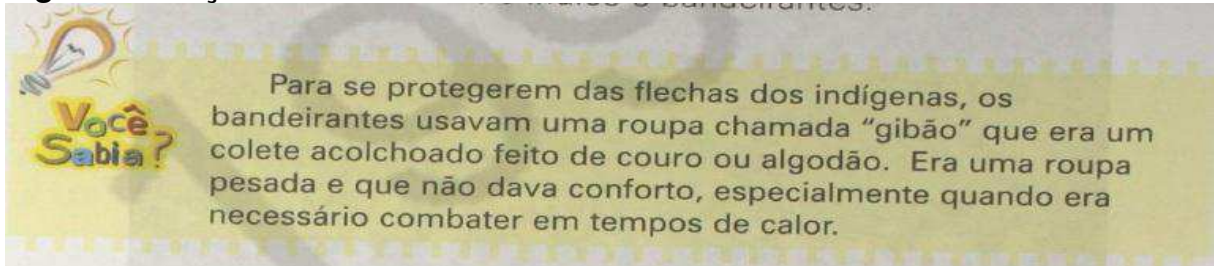 índios e bandeirantes.
Você
Sabia?
Para se protegerem das flechas dos indígenas, os
bandeirantes usavam uma roupa chamada “gibão” que era um
colete acolchoado feito de couro ou algodão. Era uma roupa
pesada e que não dava conforto, especialmente quando era
necessário combater em tempos de calor.